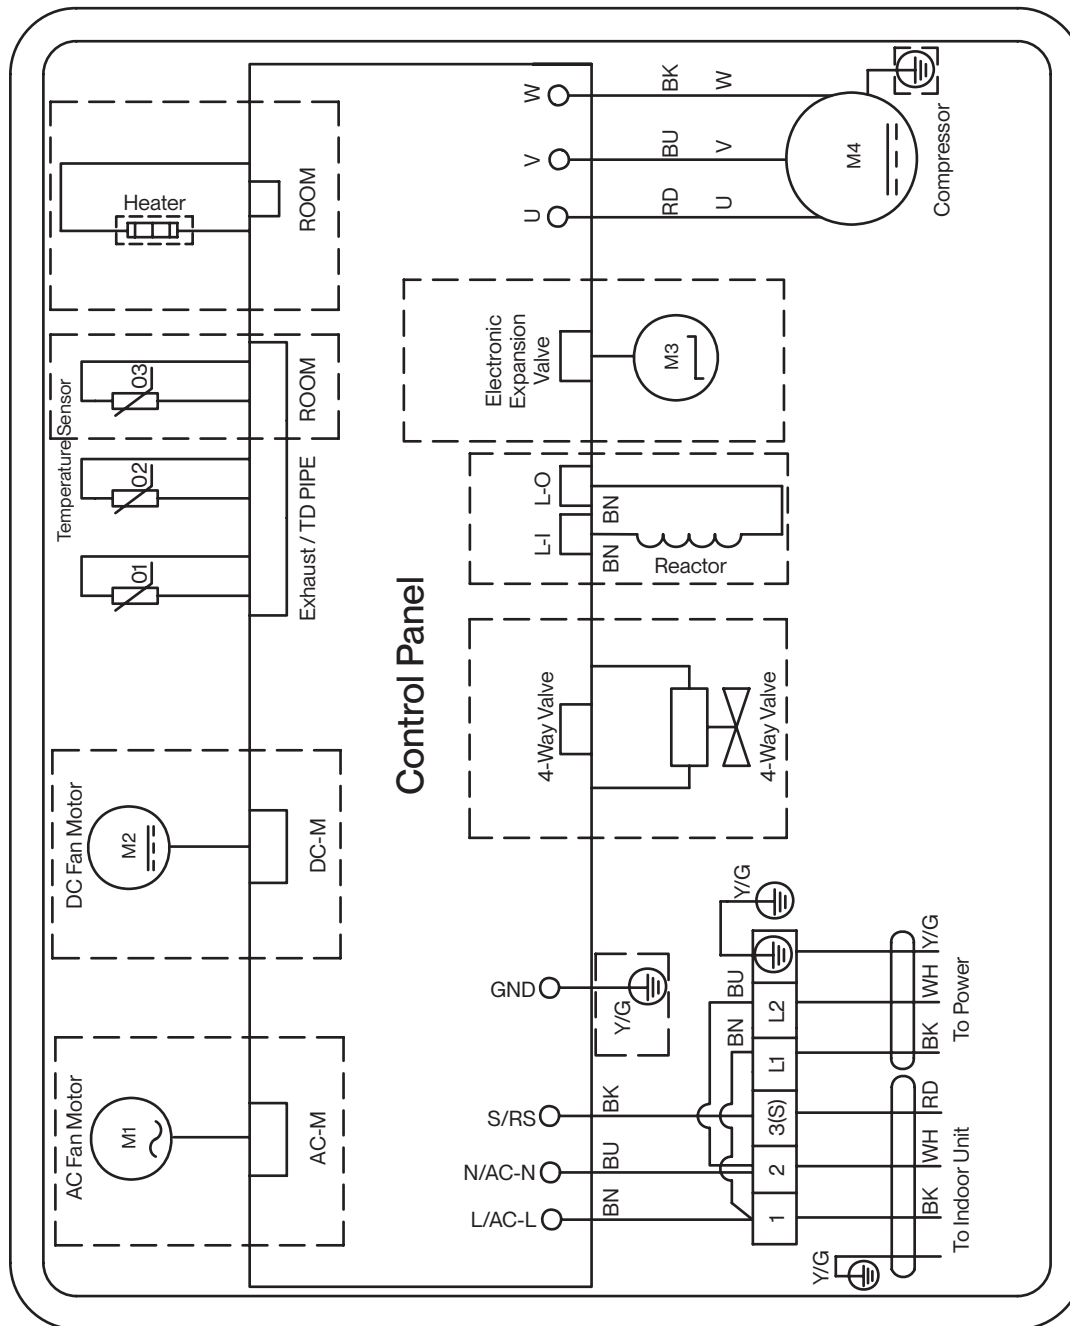 Heater
ROOM
Temperature Sensor
03
02
01
ROOM
Exhaust / TD PIPE
DC Fan Motor
M2
DC-M
AC Fan Motor
M1
AC-M
Control Panel
W
BK
W
V
BU
V
U
RD
U
M4
Compressor
Electronic
Expansion
Valve
M3
L-O
BN
L-I
BN
Reactor
4-Way Valve
4-Way Valve
GND
Y/G
S/RS
BK
N/AC-N
BU
L/AC-L
BN
Y/G
BU
BN
L2
L1
3(S)
2
1
Y/G
WH
BK
To Power
RD
WH
BK
To Indoor Unit
Y/G